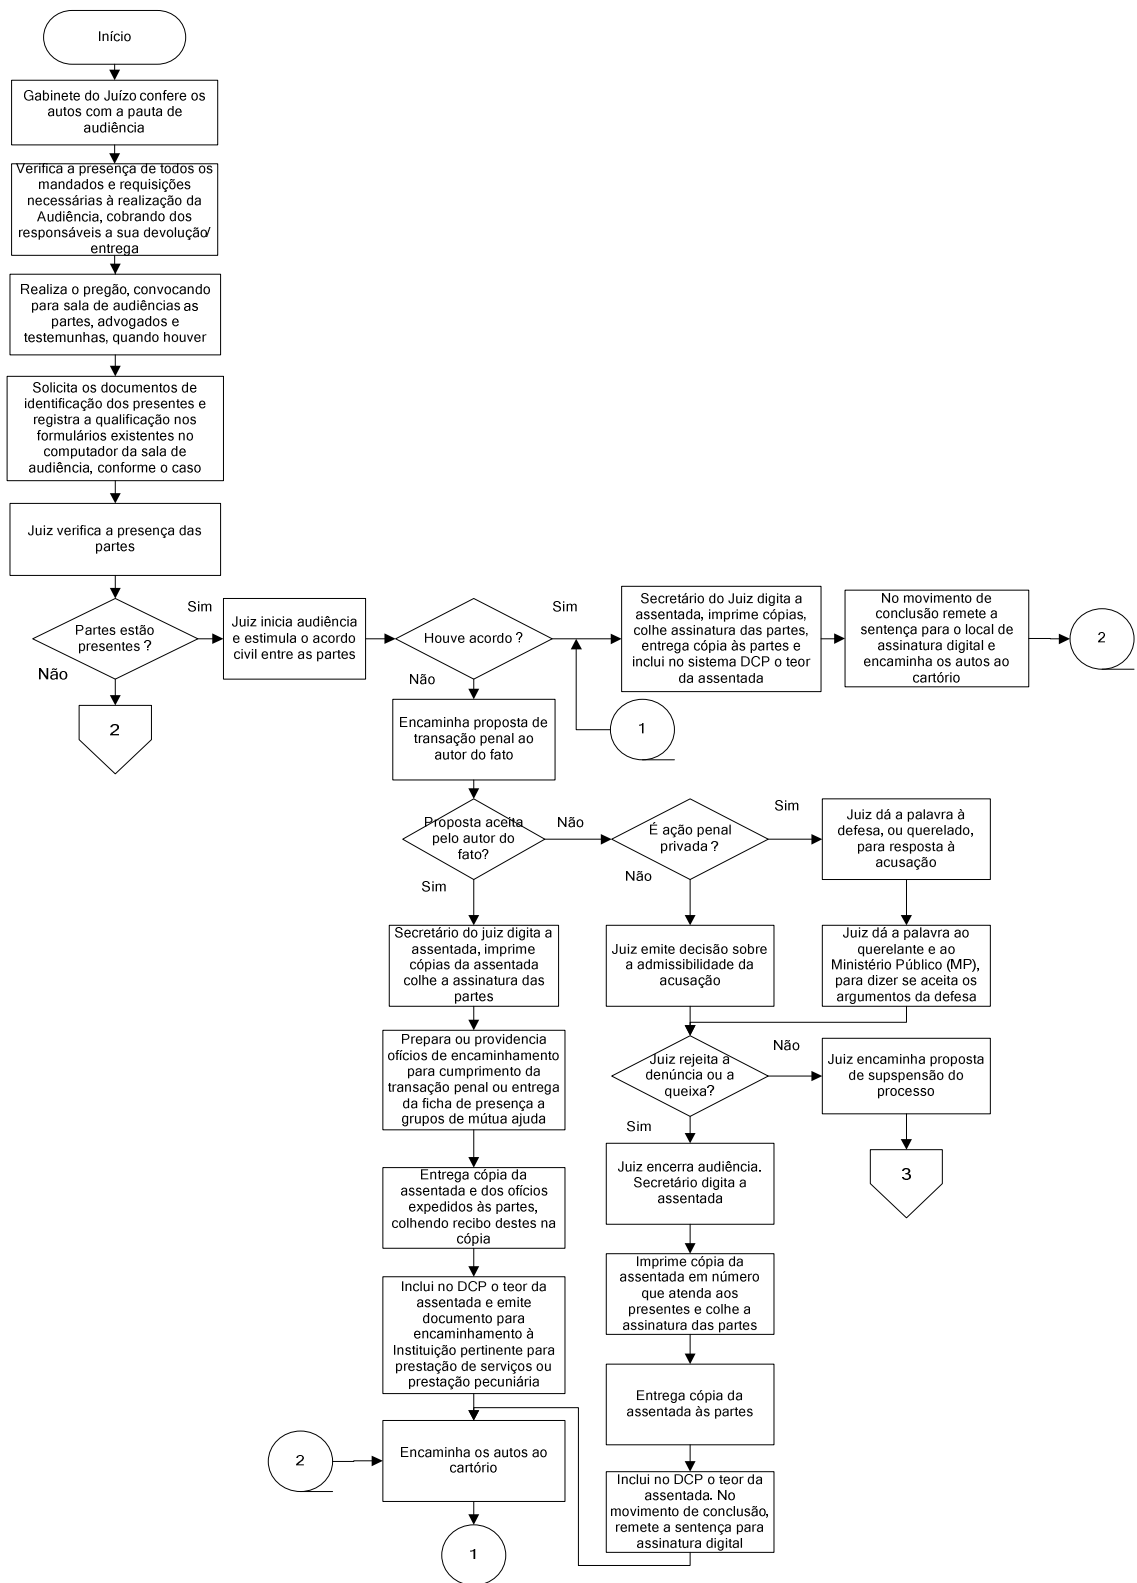 Início
Gabinete do Juízo confere os
autos com a pauta de
audiência
Verifica a presença de todos os
mandados e requisições
necessárias à realização da
Audiência, cobrando dos
responsáveis a sua devolução/
entrega
Realiza o pregão, convocando
para sala de audiências as
partes, advogados e
testemunhas, quando houver
Solicita os documentos de
identificação dos presentes e
registra a qualificação nos
formulários existentes no
computador da sala de
audiência, conforme o caso
Juiz verifica a presença das
partes
Partes estão
presentes ?
Sim
Não
2
Juiz inicia audiência
e estimula o acordo
civil entre as partes
Houve acordo ?
Sim
Não
Secretário do Juiz digita a
assentada, imprime cópias,
colhe assinatura das partes,
entrega cópia às partes e
inclui no sistema DCP o teor
da assentada
No movimento de
conclusão remete a
sentença para o local de
assinatura digital e
encaminha os autos ao
cartório
2
1
Encaminha proposta de
transação penal ao
autor do fato
Proposta aceita
pelo autor do
fato?
Não
Sim
É ação penal
privada ?
Sim
Não
Juiz dá a palavra à
defesa, ou querelado,
para resposta à
acusação
Juiz dá a palavra ao
querelante e ao
Ministério Público (MP),
para dizer se aceita os
argumentos da defesa
Juiz emite decisão sobre
a admissibilidade da
acusação
Secretário do juiz digita a
assentada, imprime
cópias da assentada
colhe a assinatura das
partes
Prepara ou providencia
ofícios de encaminhamento
para cumprimento da
transação penal ou entrega
da ficha de presença a
grupos de mútua ajuda
Juiz rejeita a
denúncia ou a
queixa?
Não
Sim
Juiz encaminha proposta
de supspensão do
processo
3
Entrega cópia da
assentada e dos ofícios
expedidos às partes,
colhendo recibo destes na
cópia
Juiz encerra audiência.
Secretário digita a
assentada
Inclui no DCP o teor da
assentada e emite
documento para
encaminhamento à
Instituição pertinente para
prestação de serviços ou
prestação pecuniária
Imprime cópia da
assentada em número
que atenda aos
presentes e colhe a
assinatura das partes
Entrega cópia da
assentada às partes
2
Encaminha os autos ao
cartório
Inclui no DCP o teor da
assentada. No
movimento de conclusão,
remete a sentença para
assinatura digital
1